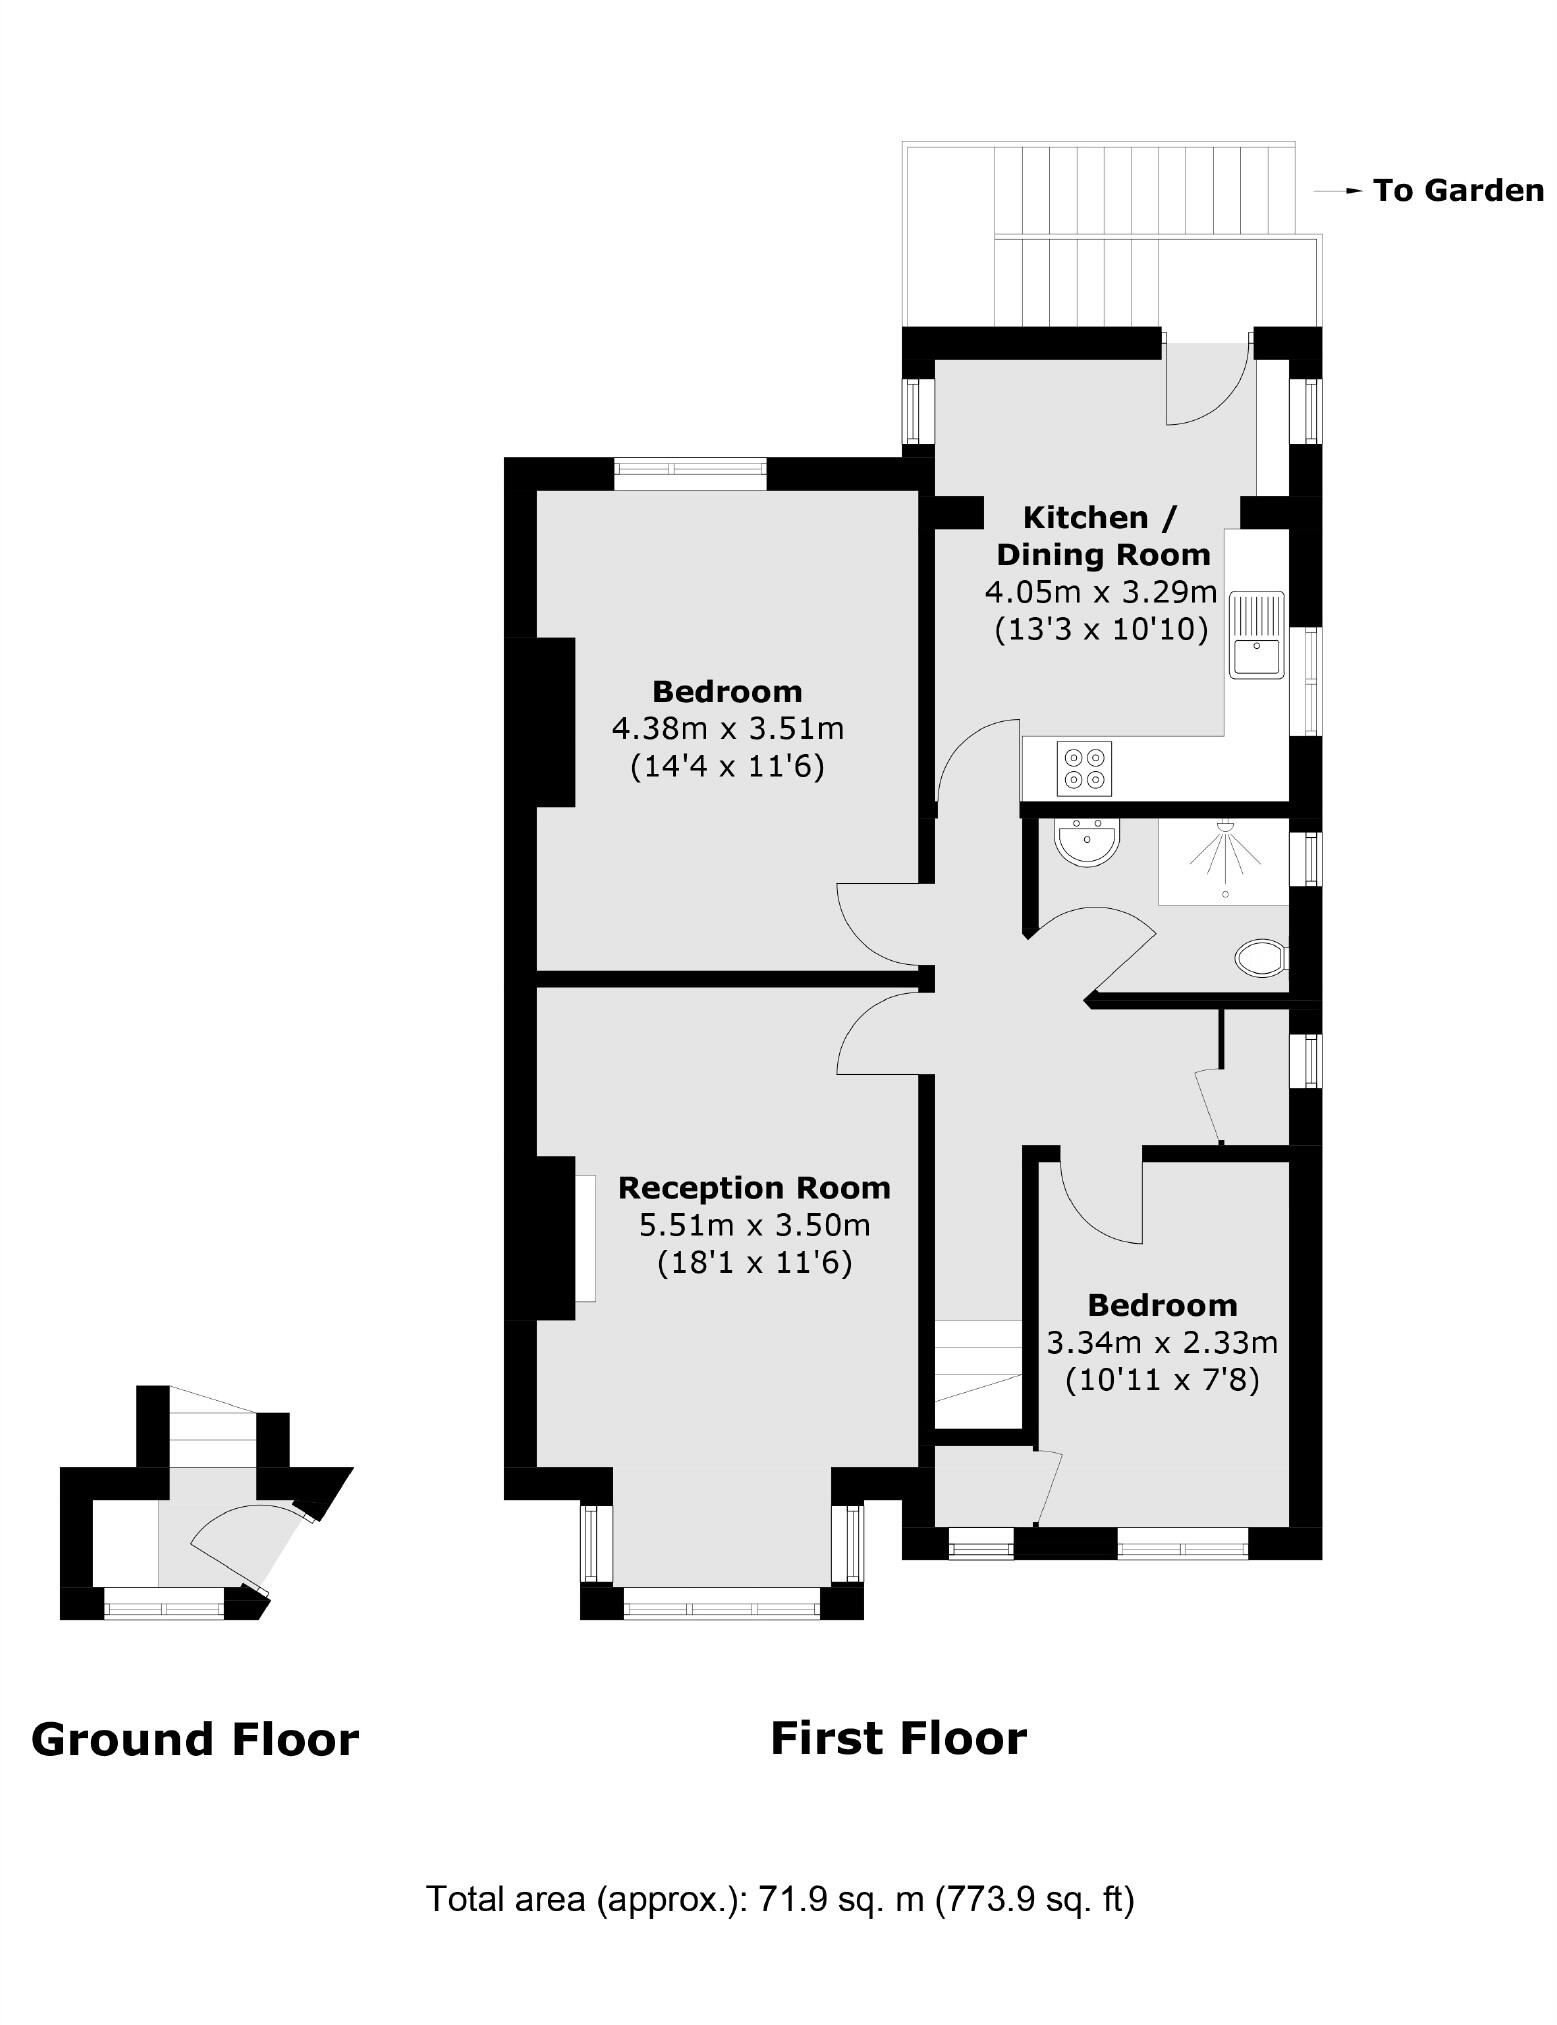 To Garden
Kitchen /
Dining Room
4.05m x 3.29m
(13'3 x 10'10)
Bedroom
4.38m x 3.51m
(14'4 x 11'6)
Reception Room
5.51m x 3.50m
(18'1 x 11'6)
Bedroom
3.34m x 2.33m
(10'11 x 7'8)
Ground Floor
First Floor
Total area (approx.): 71.9 sq. m (773.9 sq. ft)